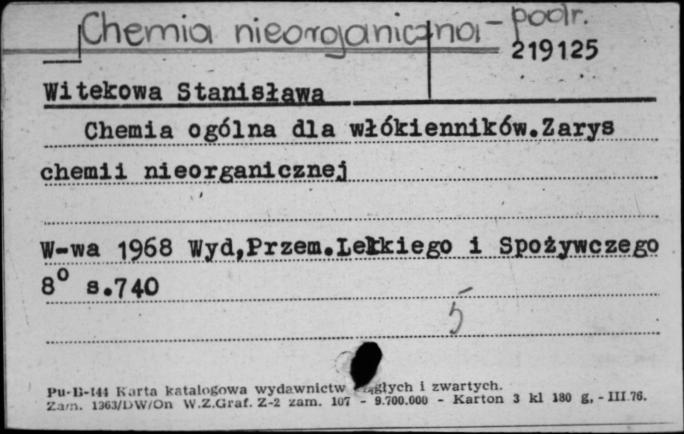 Chemia nieorganiczna - podr.
219125
Witekowa Stanisława
Chemia ogólna dla włókienników.Zarys
chemii nieorganicznej
W-wa 1968 Wyd,Przem.Lekkiego i Spożywczego
8° s.740
5
Pu-B-144 Karta katalogowa wydawnictw ciągłych i zwartych.
Zam. 1363/DW/On W.Z.Graf. Z-2 zam. 107 - 9.700.000 - Karton 3 kl 180 g. - III.76.